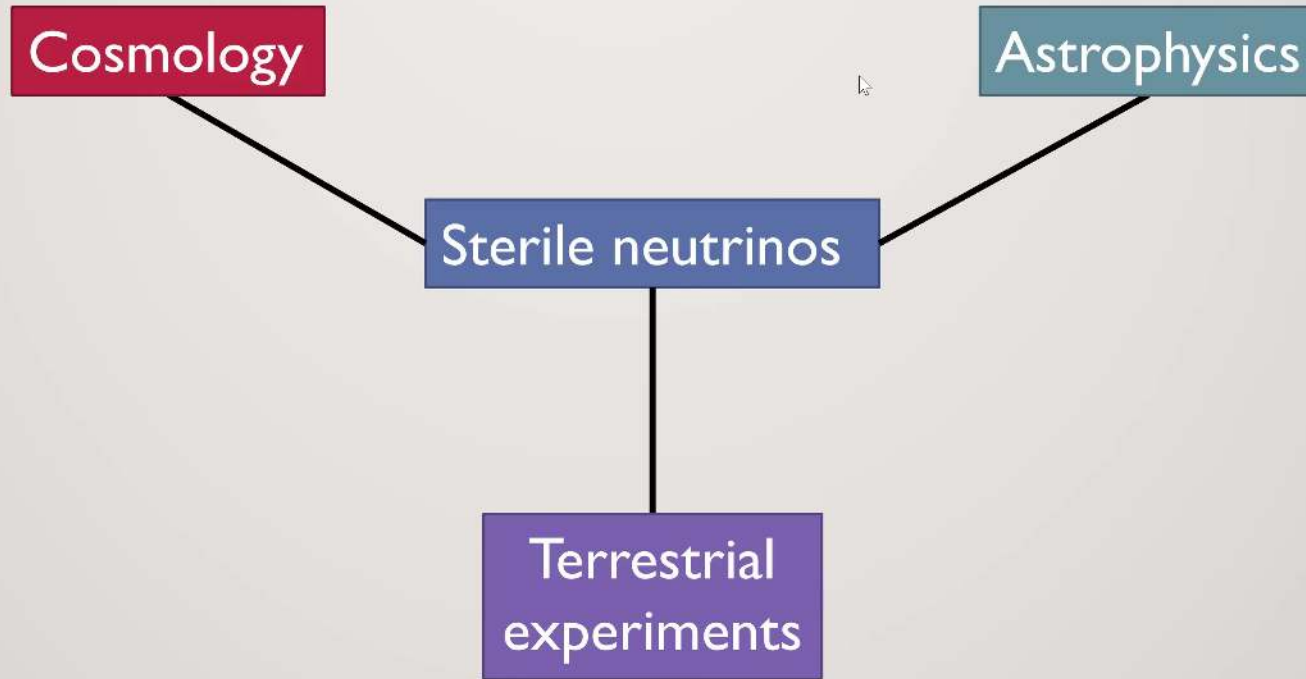 Cosmology
Astrophysics
Sterile neutrinos
Terrestrial
experiments